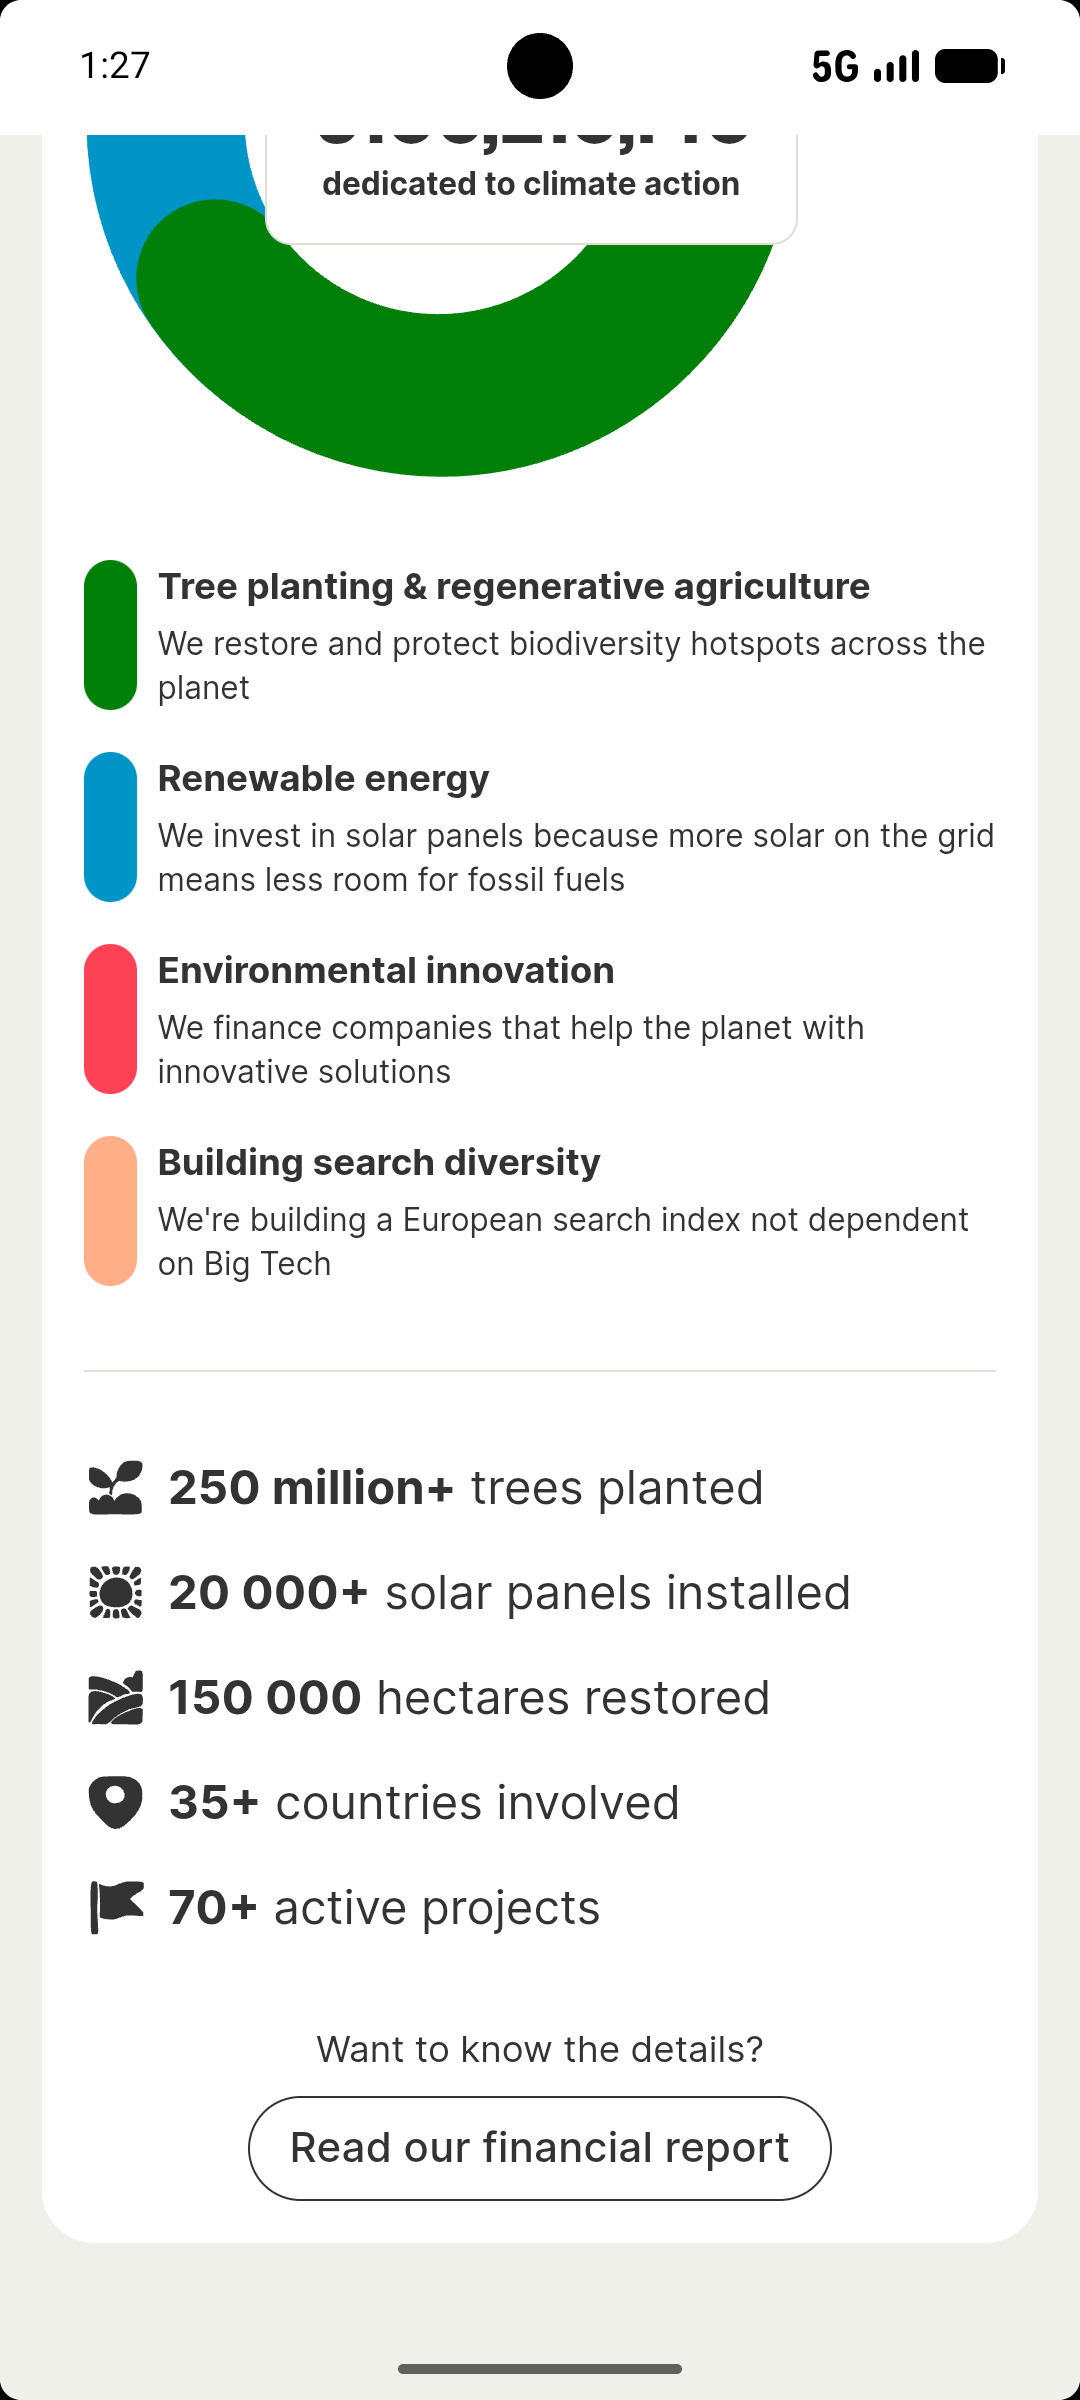 1:27
5G
dedicated to climate action
Tree planting & regenerative agriculture
We restore and protect biodiversity hotspots across the
planet
Renewable energy
We invest in solar panels because more solar on the grid
means less room for fossil fuels
Environmental innovation
We finance companies that help the planet with
innovative solutions
Building search diversity
We're building a European search index not dependent
on Big Tech
250 million+ trees planted
20 000+ solar panels installed
150 000 hectares restored
35+ countries involved
70+ active projects
Want to know the details?
Read our financial report